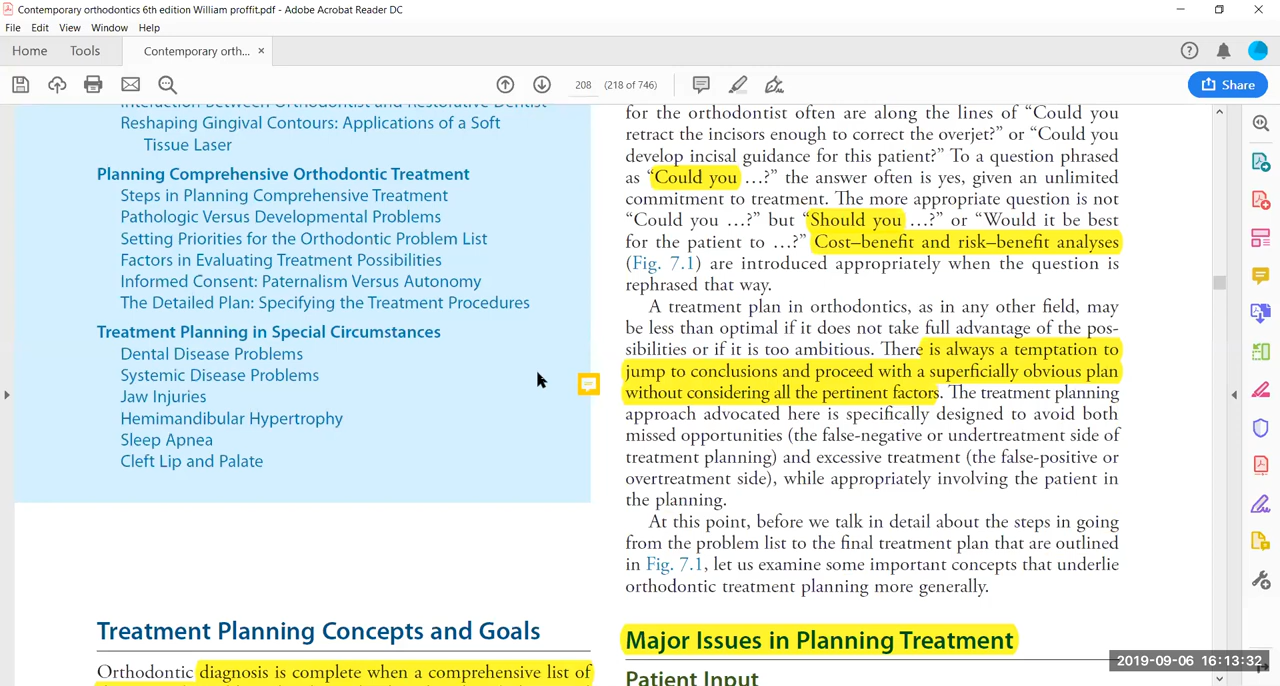 Contemporary orthodontics 6th edition William proffit.pdf - Adobe Acrobat Reader DC
File Edit View Window Help
Home Tools Contemporary orth... ×
208 (218 of 746) Share
Interaction Between Orthodontist and Restorative Dentist
Reshaping Gingival Contours: Applications of a Soft
Tissue Laser
Planning Comprehensive Orthodontic Treatment
Steps in Planning Comprehensive Treatment
Pathologic Versus Developmental Problems
Setting Priorities for the Orthodontic Problem List
Factors in Evaluating Treatment Possibilities
Informed Consent: Paternalism Versus Autonomy
The Detailed Plan: Specifying the Treatment Procedures
Treatment Planning in Special Circumstances
Dental Disease Problems
Systemic Disease Problems
Jaw Injuries
Hemimandibular Hypertrophy
Sleep Apnea
Cleft Lip and Palate
Treatment Planning Concepts and Goals
Orthodontic diagnosis is complete when a comprehensive list of
for the orthodontist often are along the lines of “Could you
retract the incisors enough to correct the overjet?” or “Could you
develop incisal guidance for this patient?” To a question phrased
as “Could you …?” the answer often is yes, given an unlimited
commitment to treatment. The more appropriate question is not
“Could you …?” but “Should you …?” or “Would it be best
for the patient to …?” Cost–benefit and risk–benefit analyses
(Fig. 7.1) are introduced appropriately when the question is
rephrased that way.
A treatment plan in orthodontics, as in any other field, may
be less than optimal if it does not take full advantage of the pos-
sibilities or if it is too ambitious. There is always a temptation to
jump to conclusions and proceed with a superficially obvious plan
without considering all the pertinent factors. The treatment planning
approach advocated here is specifically designed to avoid both
missed opportunities (the false-negative or undertreatment side of
treatment planning) and excessive treatment (the false-positive or
overtreatment side), while appropriately involving the patient in
the planning.
At this point, before we talk in detail about the steps in going
from the problem list to the final treatment plan that are outlined
in Fig. 7.1, let us examine some important concepts that underlie
orthodontic treatment planning more generally.
Major Issues in Planning Treatment
Patient Input
2019-09-06 16:13:32